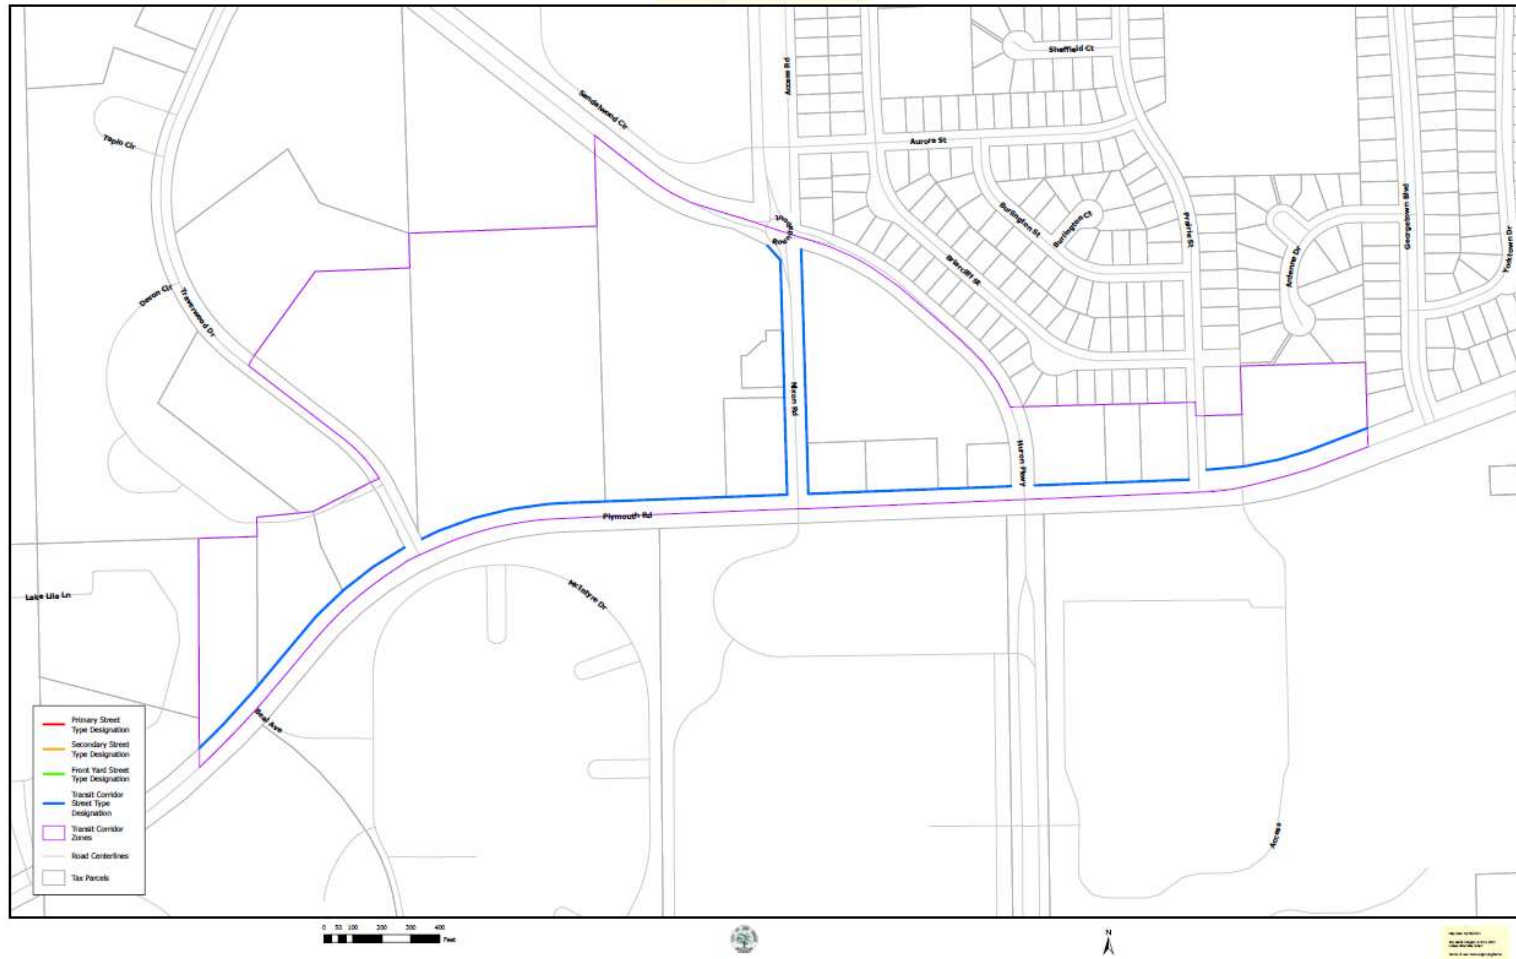 Sheffield Ct
Access Rd
Sandalwood Cir
Aurora St
Tapio Cir
Georgetown Blvd
Burlington St
Burlington Ct
Prairie St
Yorktown Dr
Roundabout
Ardenne Dr
Briarcliff St
Devon Cir
Traverwood Dr
Nixon Rd
Huron Pkwy
Plymouth Rd
Lake Lila Ln
McIntyre Dr
Beal Ave
Access
Primary Street
Type Designation
Secondary Street
Type Designation
Front Yard Street
Type Designation
Transit Corridor
Street Type
Designation
Transit Corridor
Zones
Road Centerlines
Tax Parcels
0 50 100 200 300 400
Feet
N